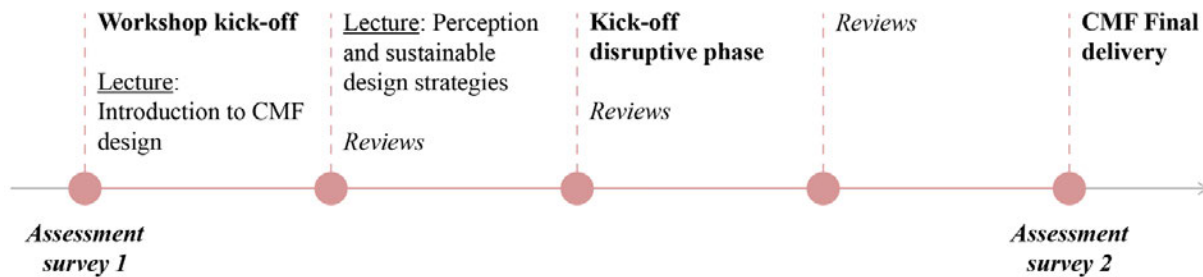 Workshop kick-off
Lecture:
Introduction to CMF
design
Lecture: Perception
and sustainable
design strategies
Reviews
Kick-off
disruptive phase
Reviews
Reviews
CMF Final
delivery
Assessment
survey 1
Assessment
survey 2